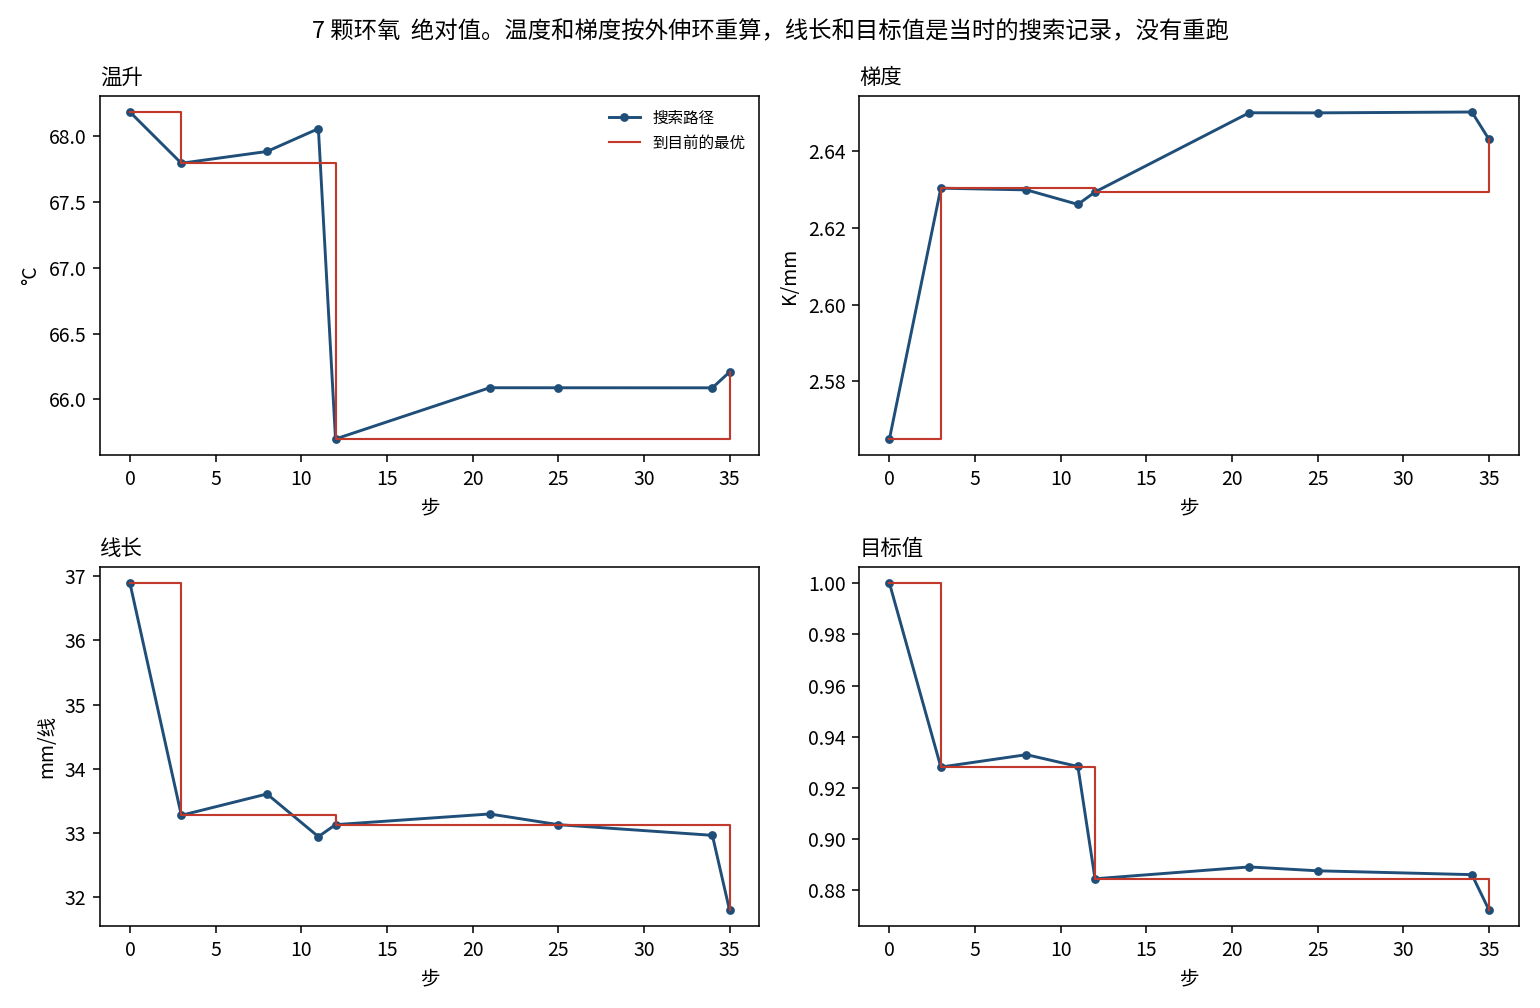 7 颗环氧 绝对值。温度和梯度按外伸环重算，线长和目标值是当时的搜索记录，没有重跑
温升
℃
68.0
67.5
67.0
66.5
66.0
搜索路径
到目前的最优
0 5 10 15 20 25 30 35
步
梯度
K/mm
2.64
2.62
2.60
2.58
0 5 10 15 20 25 30 35
步
线长
mm/线
37
36
35
34
33
32
0 5 10 15 20 25 30 35
步
目标值
1.00
0.98
0.96
0.94
0.92
0.90
0.88
0 5 10 15 20 25 30 35
步